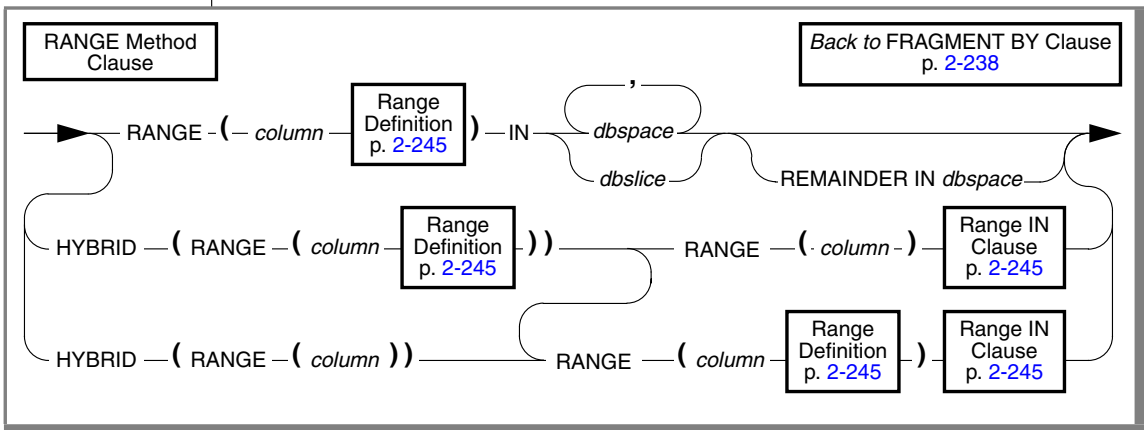 RANGE Method
Clause
Back to FRAGMENT BY Clause
p. 2-238
,
RANGE ( column Range Definition p. 2-245 ) IN dbspace
dbslice
REMAINDER IN dbspace
HYBRID ( RANGE ( column Range Definition p. 2-245 ) ) RANGE ( column ) Range IN Clause p. 2-245
HYBRID ( RANGE ( column ) ) RANGE ( column Range Definition p. 2-245 ) Range IN Clause p. 2-245